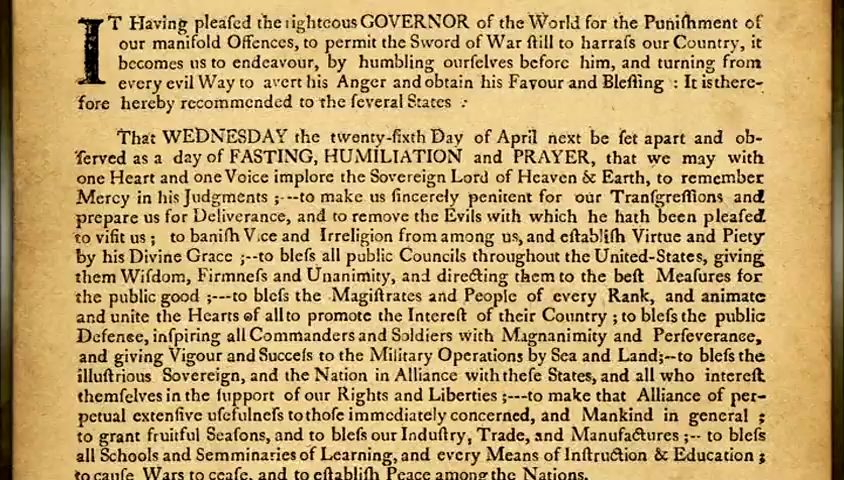 IT Having pleaſed the righteous GOVERNOR of the World for the Puniſhment of
our manifold Offences, to permit the Sword of War ſtill to harraſs our Country, it
becomes us to endeavour, by humbling ourſelves before him, and turning from
every evil Way to avert his Anger and obtain his Favour and Bleſſing : It is there-
fore hereby recommended to the ſeveral States :
That WEDNESDAY the twenty-ſixth Day of April next be ſet apart and ob-
ſerved as a day of FASTING, HUMILIATION and PRAYER, that we may with
one Heart and one Voice implore the Sovereign Lord of Heaven & Earth, to remember
Mercy in his Judgments ;---to make us ſincerely penitent for our Tranſgreſſions and
prepare us for Deliverance, and to remove the Evils with which he hath been pleaſed
to viſit us ; to baniſh Vice and Irreligion from among us, and eſtabliſh Virtue and Piety
by his Divine Grace ;--to bleſs all public Councils throughout the United-States, giving
them Wiſdom, Firmneſs and Unanimity, and directing them to the beſt Meaſures for
the public good ;---to bleſs the Magiſtrates and People of every Rank, and animate
and unite the Hearts of all to promote the Intereſt of their Country ; to bleſs the public
Defenſe, inſpiring all Commanders and Soldiers with Magnanimity and Perſeverance,
and giving Vigour and Succeſs to the Military Operations by Sea and Land;--to bleſs the
illuſtrious Sovereign, and the Nation in Alliance with theſe States, and all who intereſt
themſelves in the ſupport of our Rights and Liberties ;---to make that Alliance of per-
petual extenſive uſefulneſs to thoſe immediately concerned, and Mankind in general ;
to grant fruitful Seaſons, and to bleſs our Induſtry, Trade, and Manufactures ;-- to bleſs
all Schools and Semminaries of Learning, and every Means of Inſtruction & Education ;
to cauſe Wars to ceaſe, and to eſtabliſh Peace among the Nations.